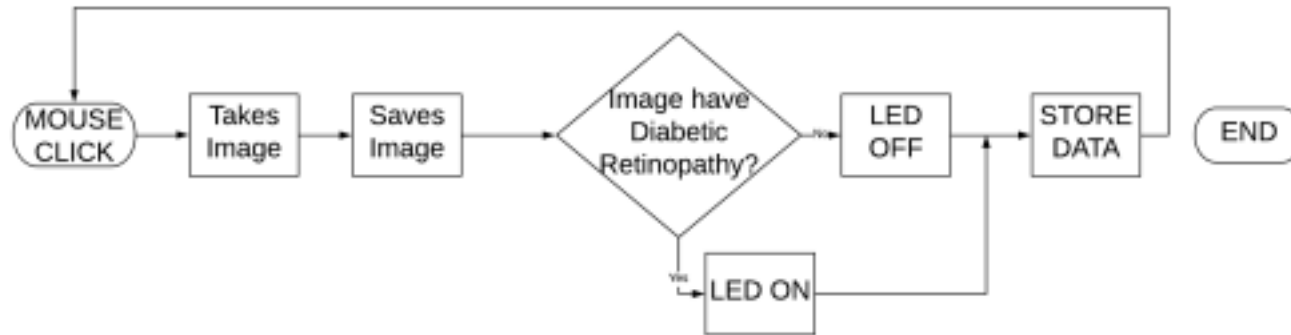 MOUSE
CLICK
Takes
Image
Saves
Image
Image have
Diabetic
Retinopathy?
No
LED
OFF
STORE
DATA
END
Yes
LED ON